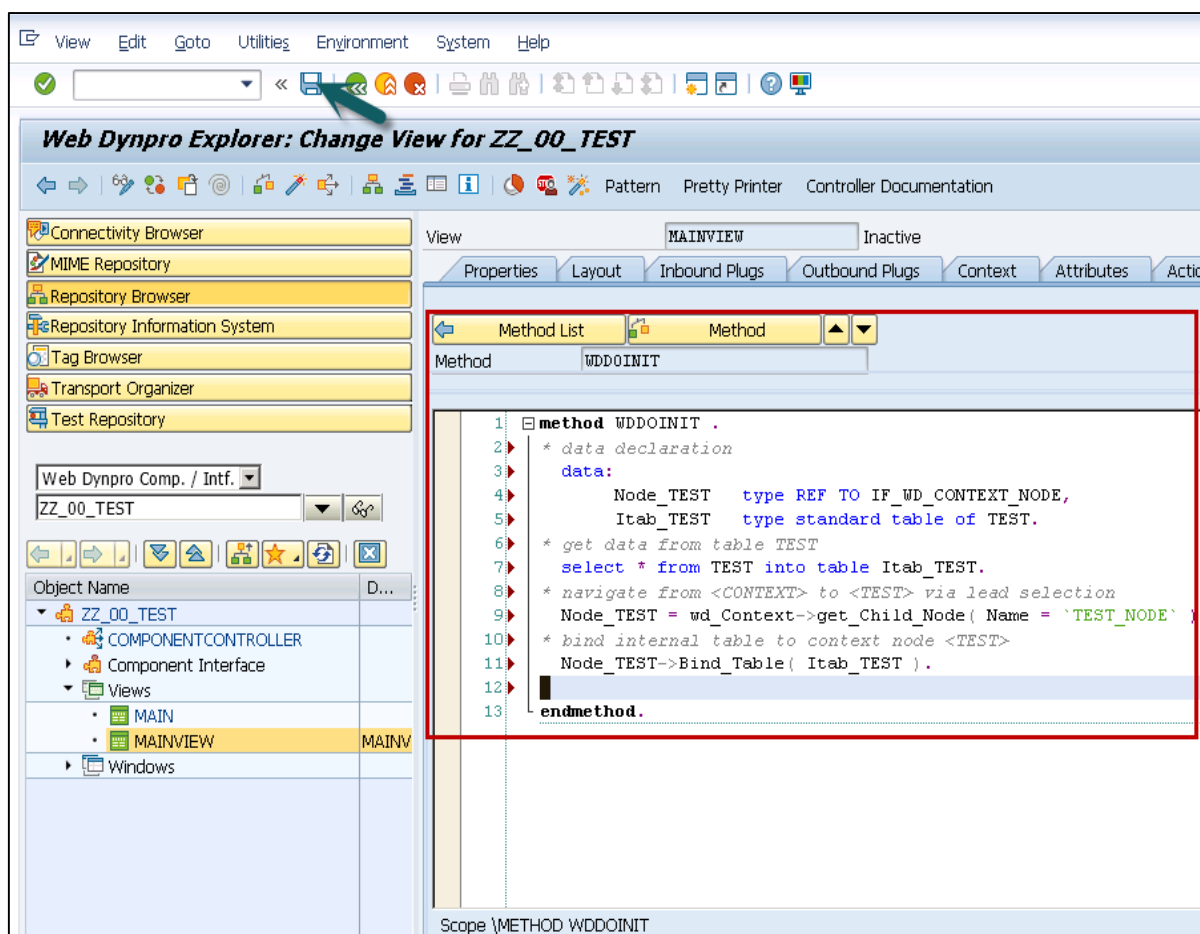 View Edit Goto Utilities Environment System Help
Web Dynpro Explorer: Change View for ZZ_00_TEST
Pattern Pretty Printer Controller Documentation
Connectivity Browser
MIME Repository
Repository Browser
Repository Information System
Tag Browser
Transport Organizer
Test Repository
Web Dynpro Comp. / Intf.
ZZ_00_TEST
Object Name D...
ZZ_00_TEST
COMPONENTCONTROLLER
Component Interface
Views
MAIN
MAINVIEW MAINV
Windows
View MAINVIEW Inactive
Properties Layout Inbound Plugs Outbound Plugs Context Attributes Actio
Method List Method
Method WDDOINIT
1 method WDDOINIT .
2 * data declaration
3 data:
4 Node_TEST type REF TO IF_WD_CONTEXT_NODE,
5 Itab_TEST type standard table of TEST.
6 * get data from table TEST
7 select * from TEST into table Itab_TEST.
8 * navigate from <CONTEXT> to <TEST> via lead selection
9 Node_TEST = wd_Context->get_Child_Node( Name = `TEST_NODE` )
10 * bind internal table to context node <TEST>
11 Node_TEST->Bind_Table( Itab_TEST ).
12
13 endmethod.
Scope \METHOD WDDOINIT